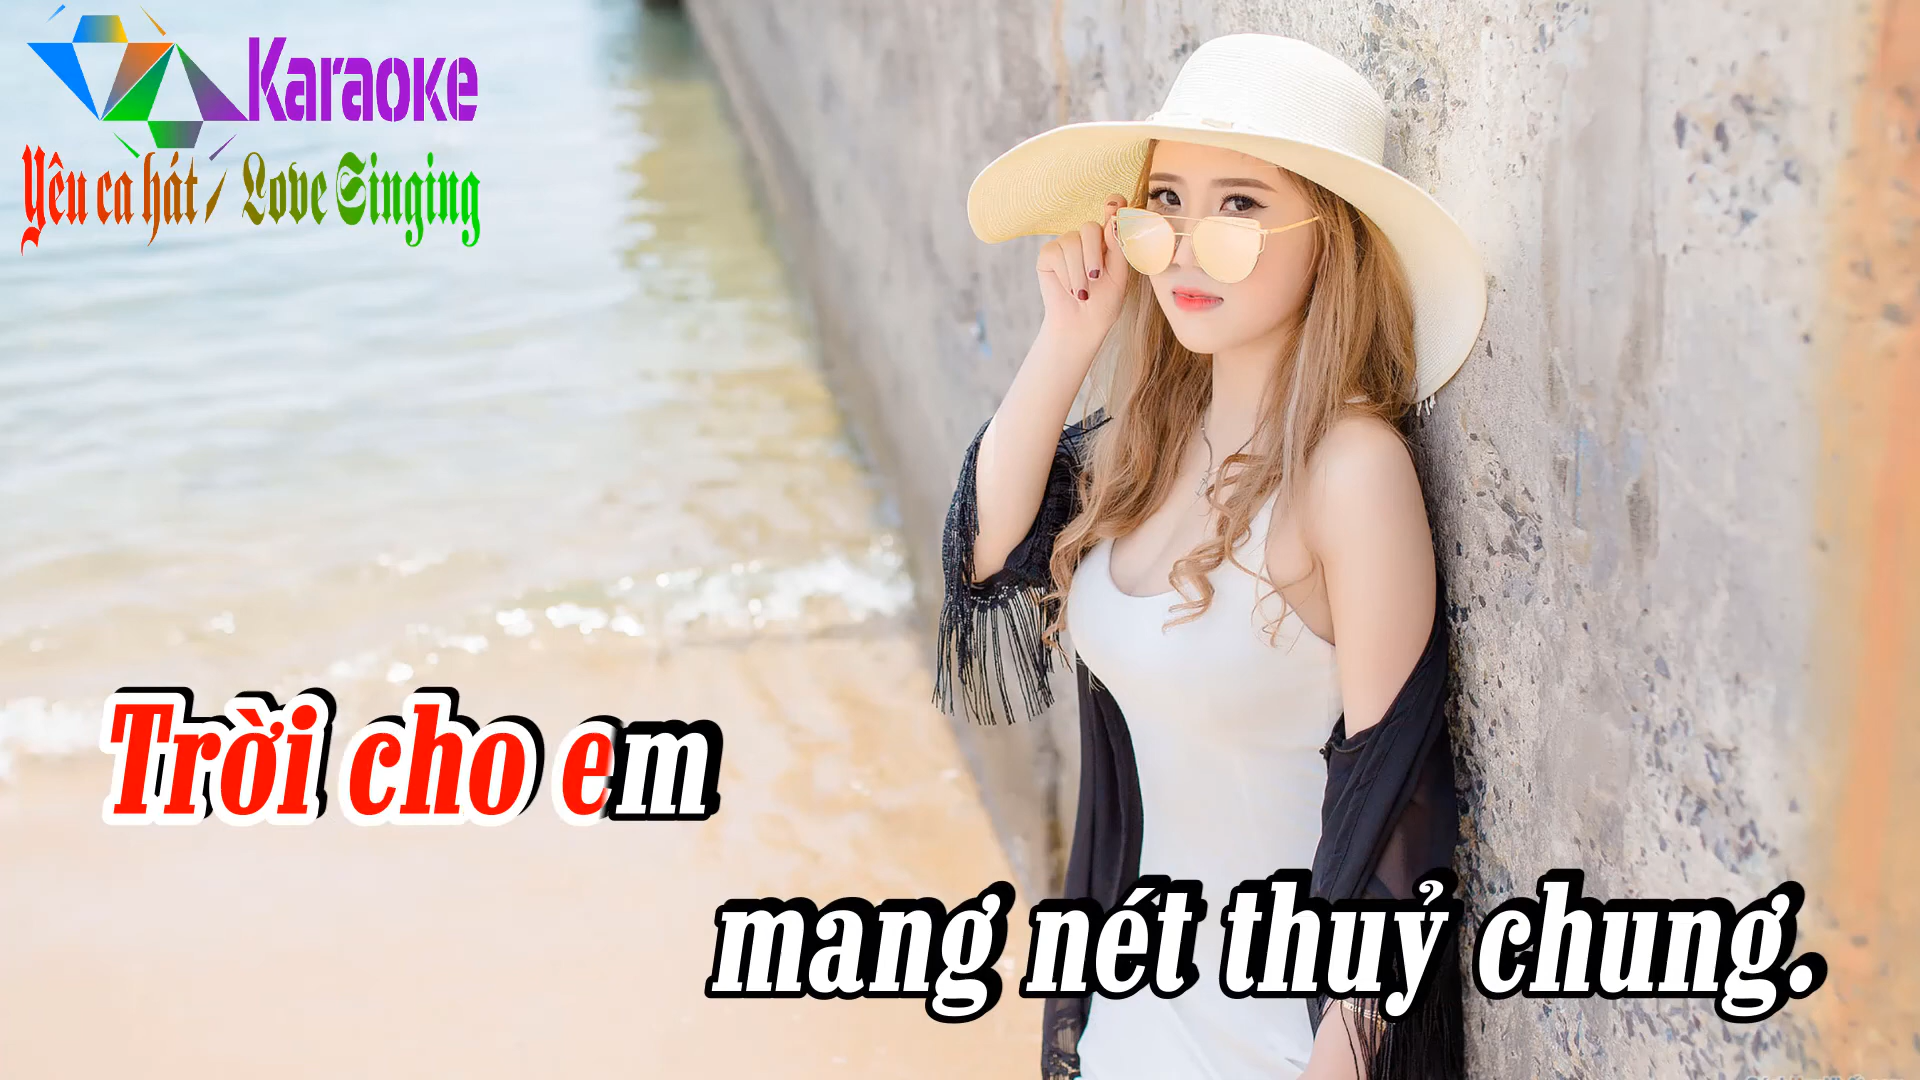 Karaoke
Yêu ca hát / Love Singing
Trời cho em
mang nét thuỷ chung.